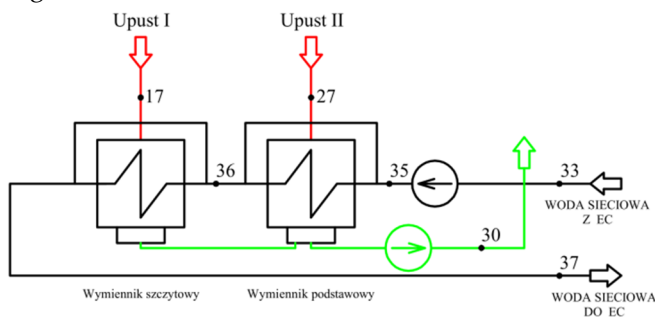 Upust I
Upust II
17
27
36
35
33
WODA SIECIOWA
Z EC
30
37
Wymiennik szczytowy
Wymiennik podstawowy
WODA SIECIOWA
DO EC